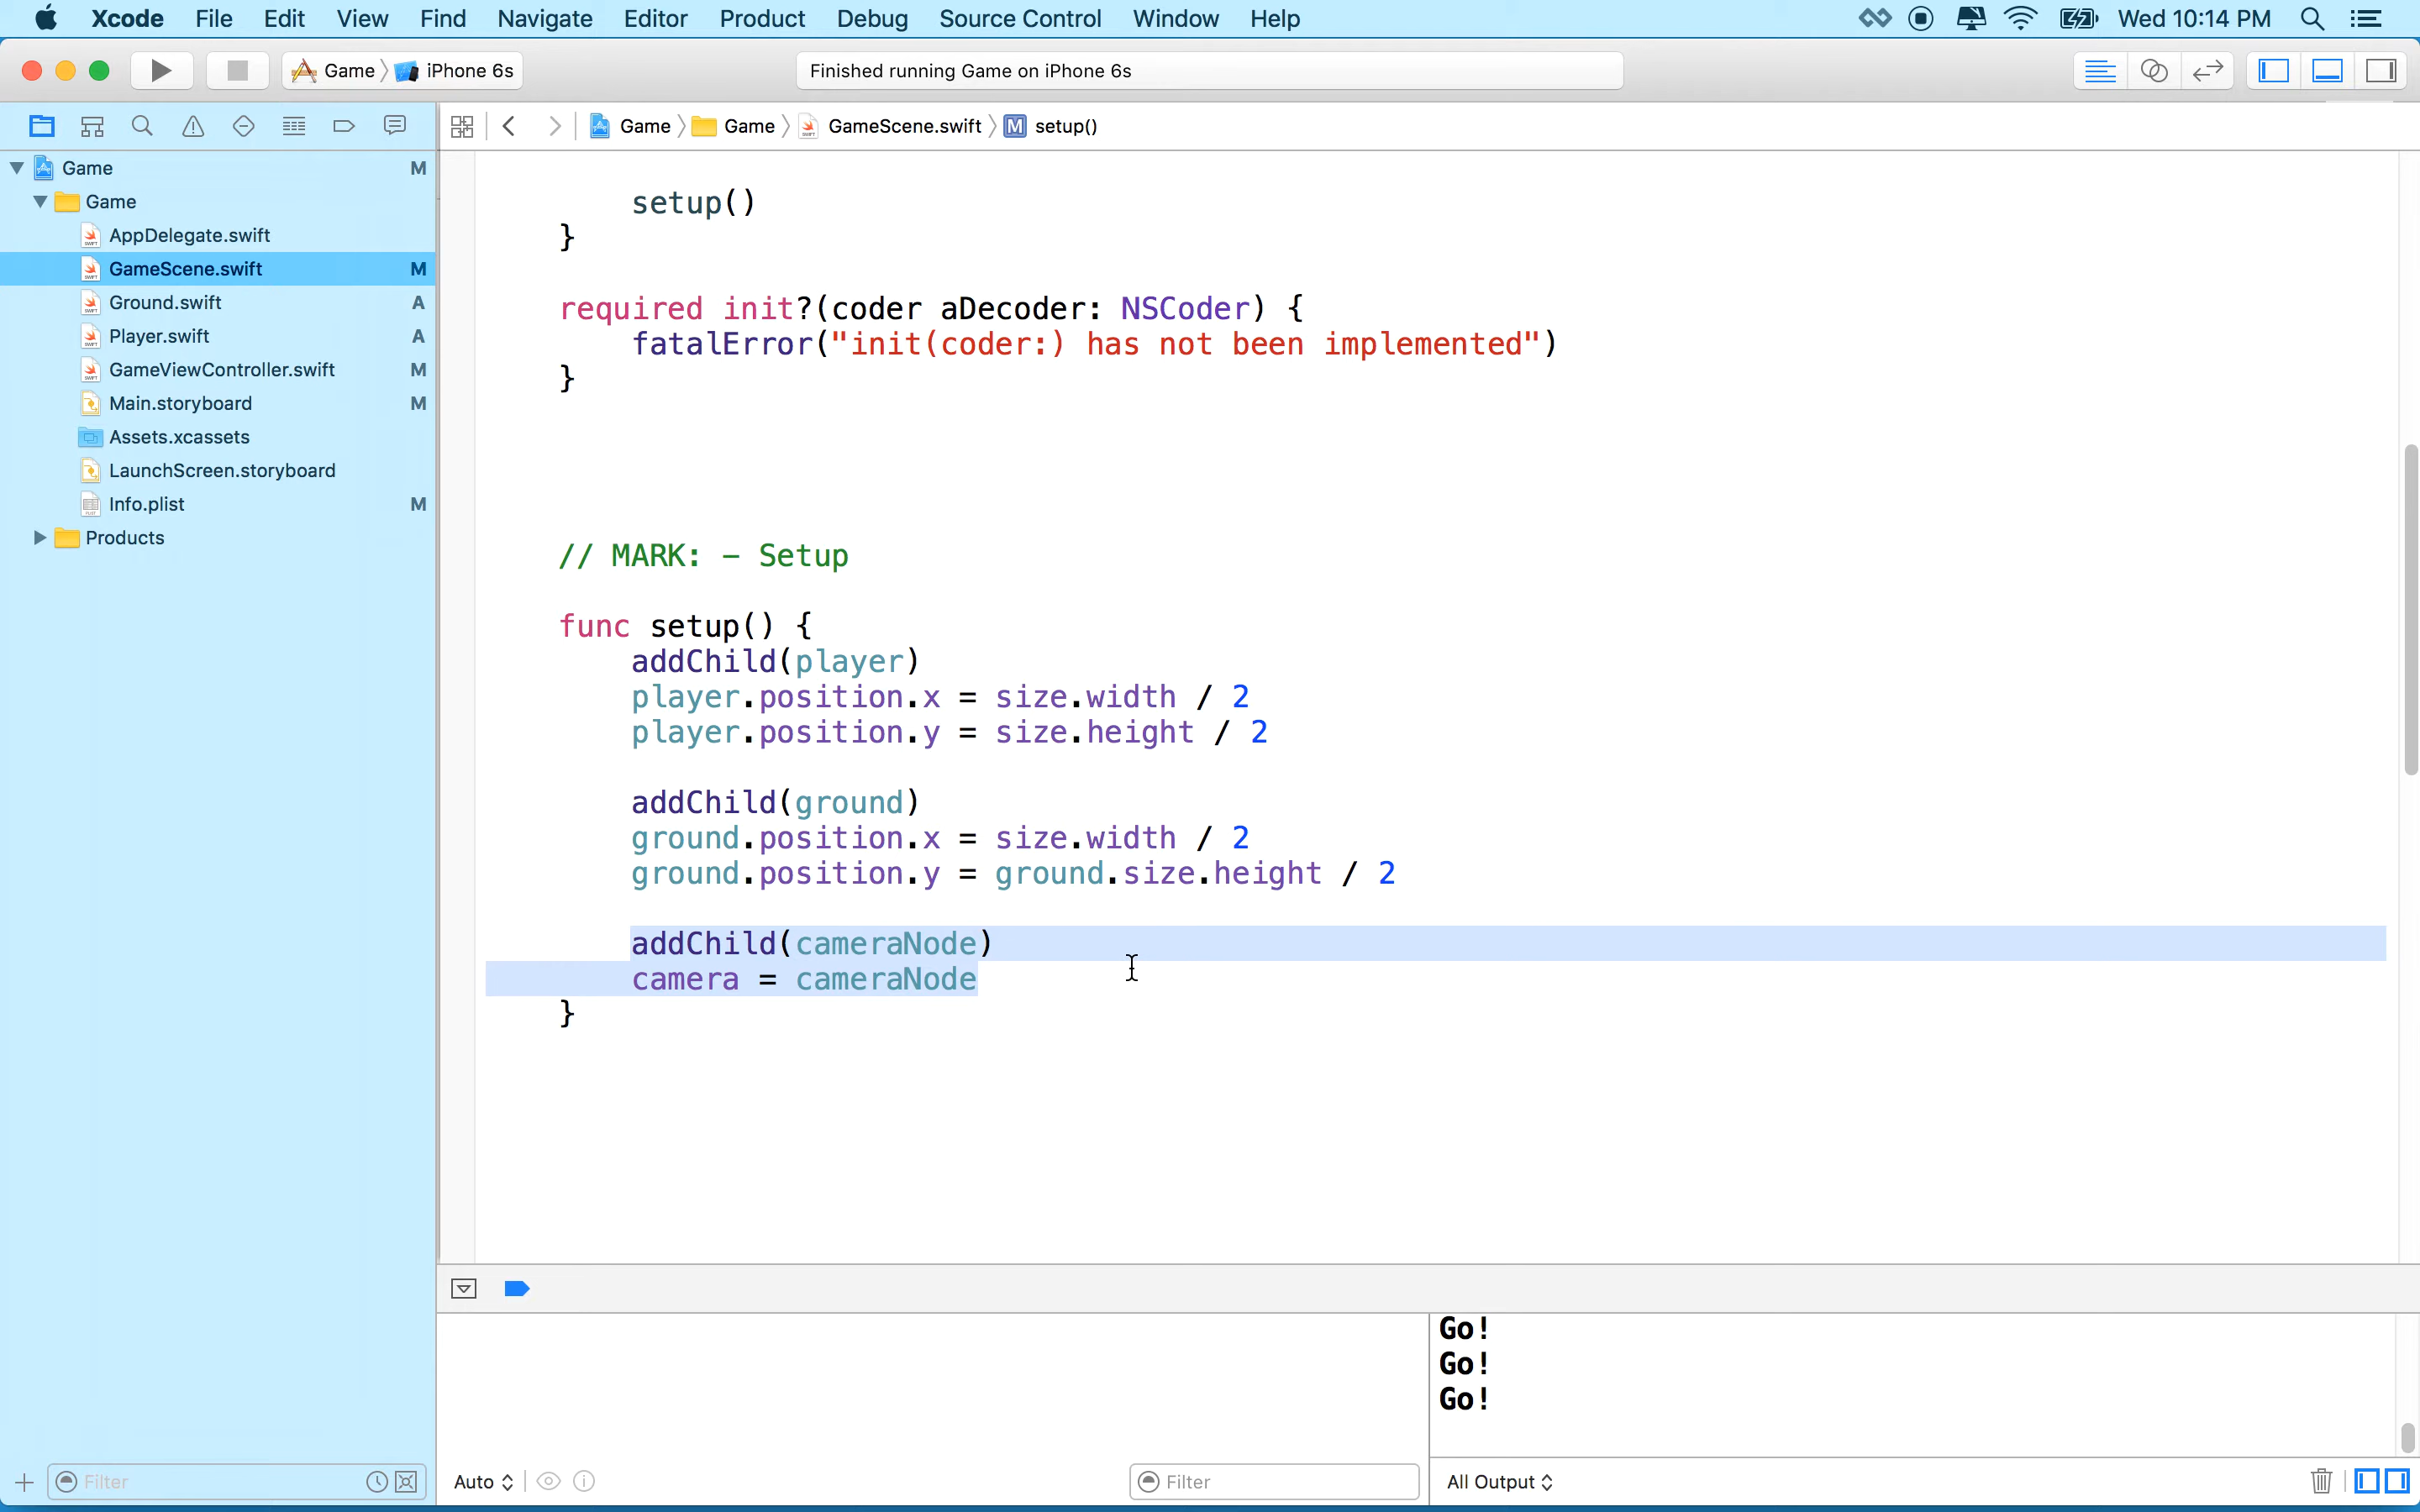 Xcode File Edit View Find Navigate Editor Product Debug Source Control Window Help Wed 10:14 PM
Game iPhone 6s Finished running Game on iPhone 6s
Game Game GameScene.swift M setup()
Game M
Game
AppDelegate.swift
GameScene.swift M
Ground.swift A
Player.swift A
GameViewController.swift M
Main.storyboard M
Assets.xcassets
LaunchScreen.storyboard
Info.plist M
Products
setup()
}
required init?(coder aDecoder: NSCoder) {
fatalError("init(coder:) has not been implemented")
}
// MARK: - Setup
func setup() {
addChild(player)
player.position.x = size.width / 2
player.position.y = size.height / 2
addChild(ground)
ground.position.x = size.width / 2
ground.position.y = ground.size.height / 2
addChild(cameraNode)
camera = cameraNode
}
Go!
Go!
Go!
Filter Auto Filter All Output